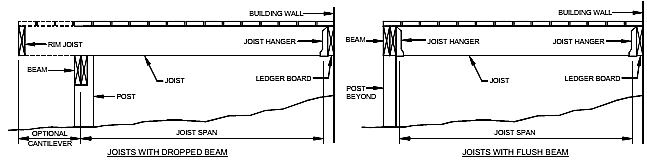 BUILDING WALL
RIM JOIST
JOIST HANGER
BEAM
LEDGER BOARD
JOIST
POST
OPTIONAL
CANTILEVER
JOIST SPAN
JOISTS WITH DROPPED BEAM
BUILDING WALL
BEAM
JOIST HANGER
JOIST HANGER
LEDGER BOARD
JOIST
POST
BEYOND
JOIST SPAN
JOISTS WITH FLUSH BEAM